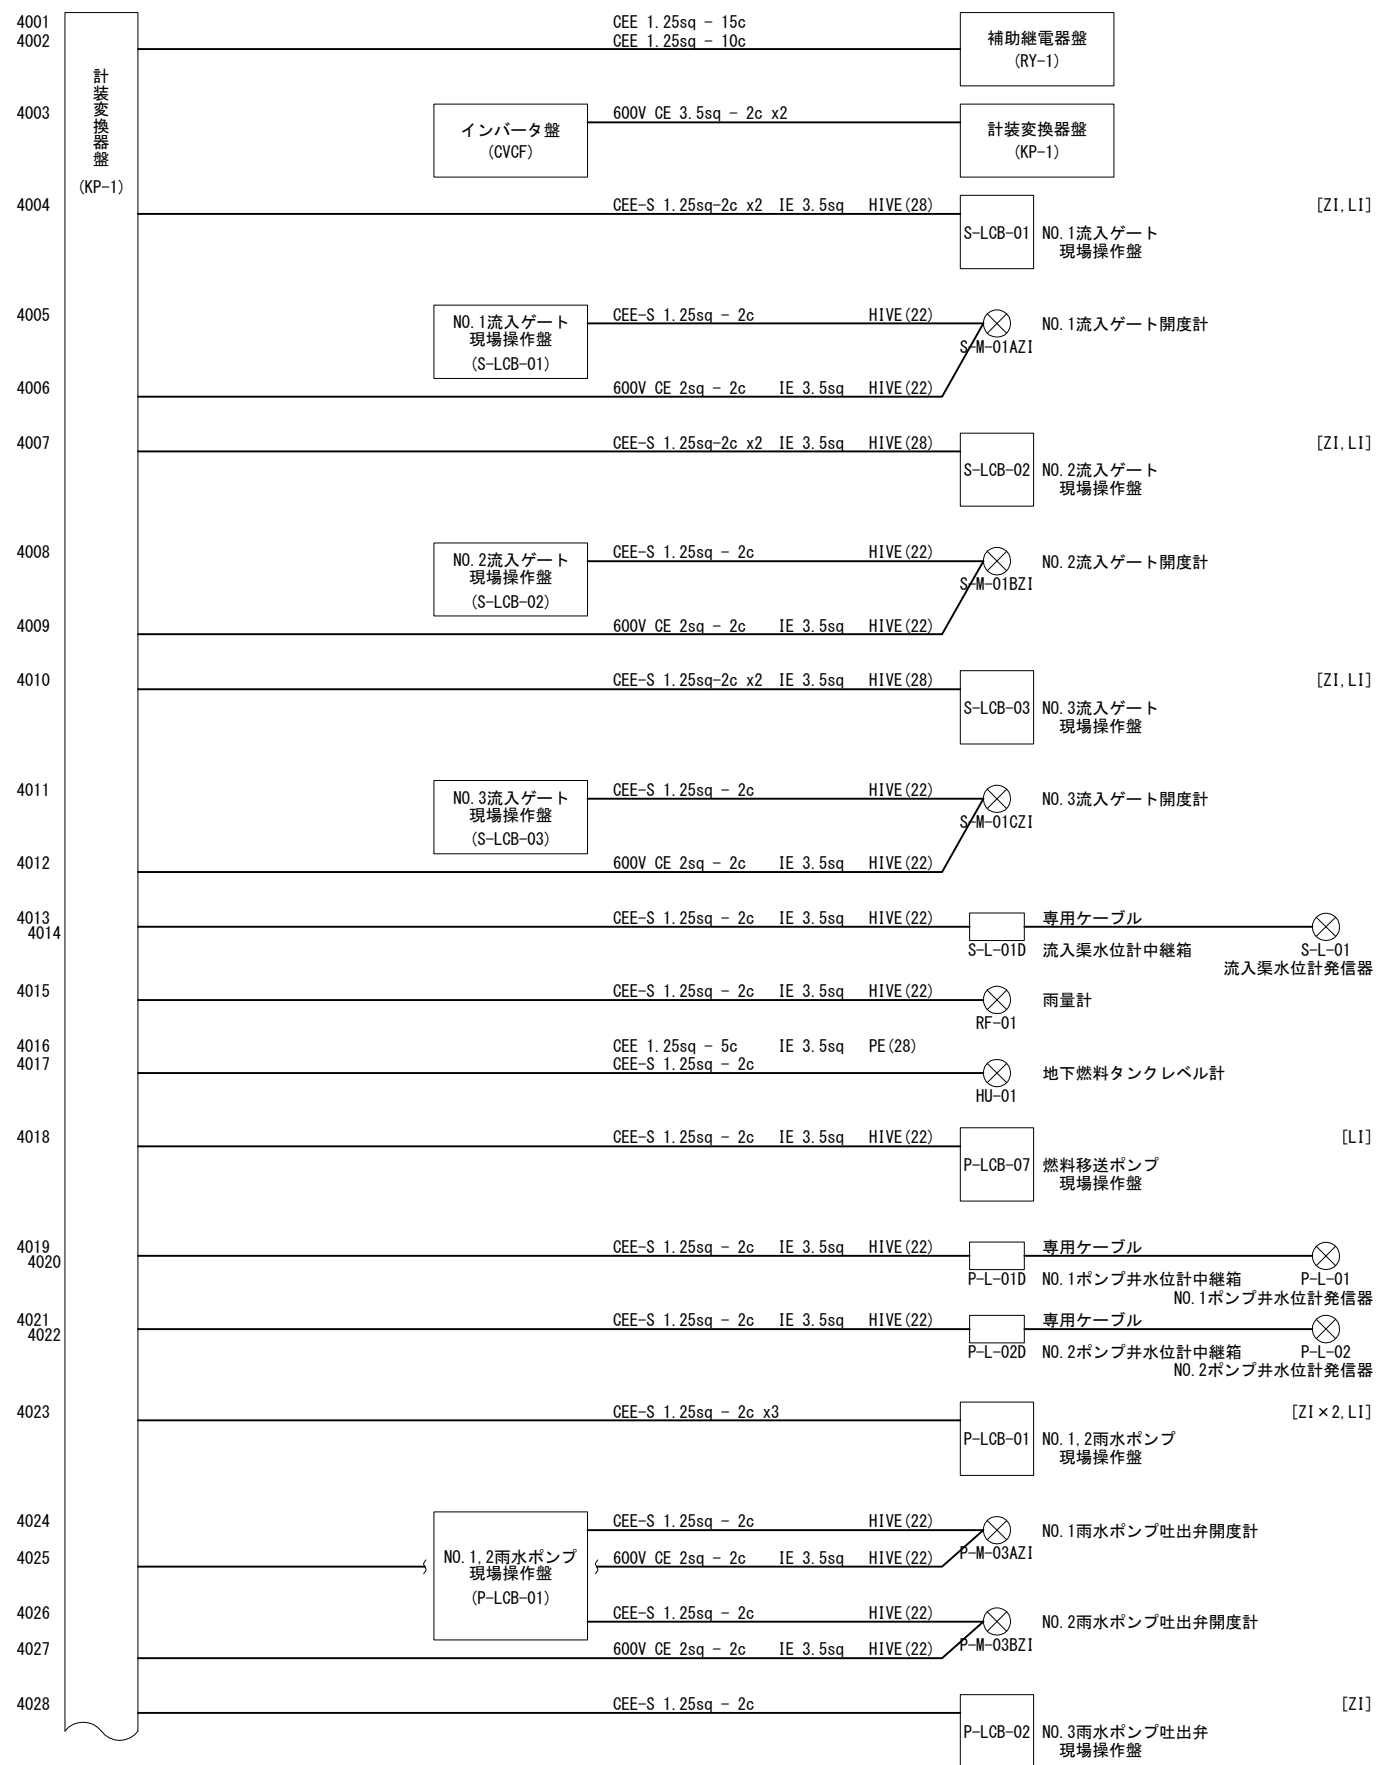 4001 CEE 1.25sq - 15c
4002 CEE 1.25sq - 10c
補助継電器盤
(RY-1)
計装変換器盤
(KP-1)
4003 600V CE 3.5sq - 2c x2
インバータ盤
(CVCF)
計装変換器盤
(KP-1)
4004 CEE-S 1.25sq-2c x2 IE 3.5sq HIVE(28) [ZI,LI]
S-LCB-01 NO.1流入ゲート
現場操作盤
4005 CEE-S 1.25sq - 2c HIVE(22)
NO.1流入ゲート
現場操作盤
(S-LCB-01)
NO.1流入ゲート開度計
S-M-01AZI
4006 600V CE 2sq - 2c IE 3.5sq HIVE(22)
4007 CEE-S 1.25sq-2c x2 IE 3.5sq HIVE(28) [ZI,LI]
S-LCB-02 NO.2流入ゲート
現場操作盤
4008 CEE-S 1.25sq - 2c HIVE(22)
NO.2流入ゲート
現場操作盤
(S-LCB-02)
NO.2流入ゲート開度計
S-M-01BZI
4009 600V CE 2sq - 2c IE 3.5sq HIVE(22)
4010 CEE-S 1.25sq-2c x2 IE 3.5sq HIVE(28) [ZI,LI]
S-LCB-03 NO.3流入ゲート
現場操作盤
4011 CEE-S 1.25sq - 2c HIVE(22)
NO.3流入ゲート
現場操作盤
(S-LCB-03)
NO.3流入ゲート開度計
S-M-01CZI
4012 600V CE 2sq - 2c IE 3.5sq HIVE(22)
4013 CEE-S 1.25sq - 2c IE 3.5sq HIVE(22) 専用ケーブル
4014
S-L-01D 流入渠水位計中継箱 S-L-01
流入渠水位計発信器
4015 CEE-S 1.25sq - 2c IE 3.5sq HIVE(22)
雨量計
RF-01
4016 CEE 1.25sq - 5c IE 3.5sq PE(28)
4017 CEE-S 1.25sq - 2c
地下燃料タンクレベル計
HU-01
4018 CEE-S 1.25sq - 2c IE 3.5sq HIVE(22) [LI]
P-LCB-07 燃料移送ポンプ
現場操作盤
4019 CEE-S 1.25sq - 2c IE 3.5sq HIVE(22) 専用ケーブル
4020
P-L-01D NO.1ポンプ井水位計中継箱 P-L-01
NO.1ポンプ井水位計発信器
4021 CEE-S 1.25sq - 2c IE 3.5sq HIVE(22) 専用ケーブル
4022
P-L-02D NO.2ポンプ井水位計中継箱 P-L-02
NO.2ポンプ井水位計発信器
4023 CEE-S 1.25sq - 2c x3 [ZI×2,LI]
P-LCB-01 NO.1,2雨水ポンプ
現場操作盤
4024 CEE-S 1.25sq - 2c HIVE(22)
NO.1雨水ポンプ吐出弁開度計
P-M-03AZI
4025 600V CE 2sq - 2c IE 3.5sq HIVE(22)
NO.1,2雨水ポンプ
現場操作盤
(P-LCB-01)
4026 CEE-S 1.25sq - 2c HIVE(22)
NO.2雨水ポンプ吐出弁開度計
P-M-03BZI
4027 600V CE 2sq - 2c IE 3.5sq HIVE(22)
4028 CEE-S 1.25sq - 2c [ZI]
P-LCB-02 NO.3雨水ポンプ吐出弁
現場操作盤